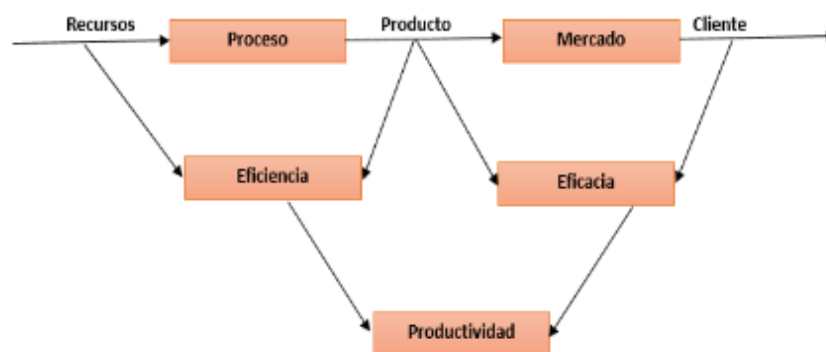 Recursos
Proceso
Producto
Mercado
Cliente
Eficiencia
Eficacia
Productividad